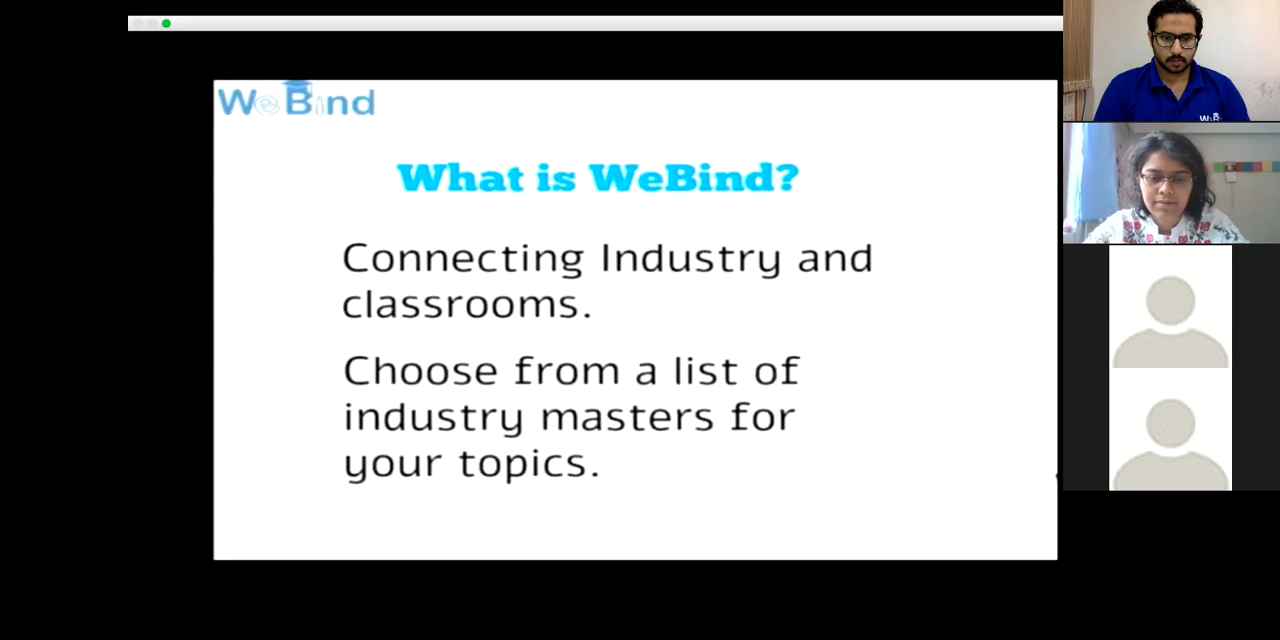 WeBind
What is WeBind?
Connecting Industry and
classrooms.
Choose from a list of
industry masters for
your topics.